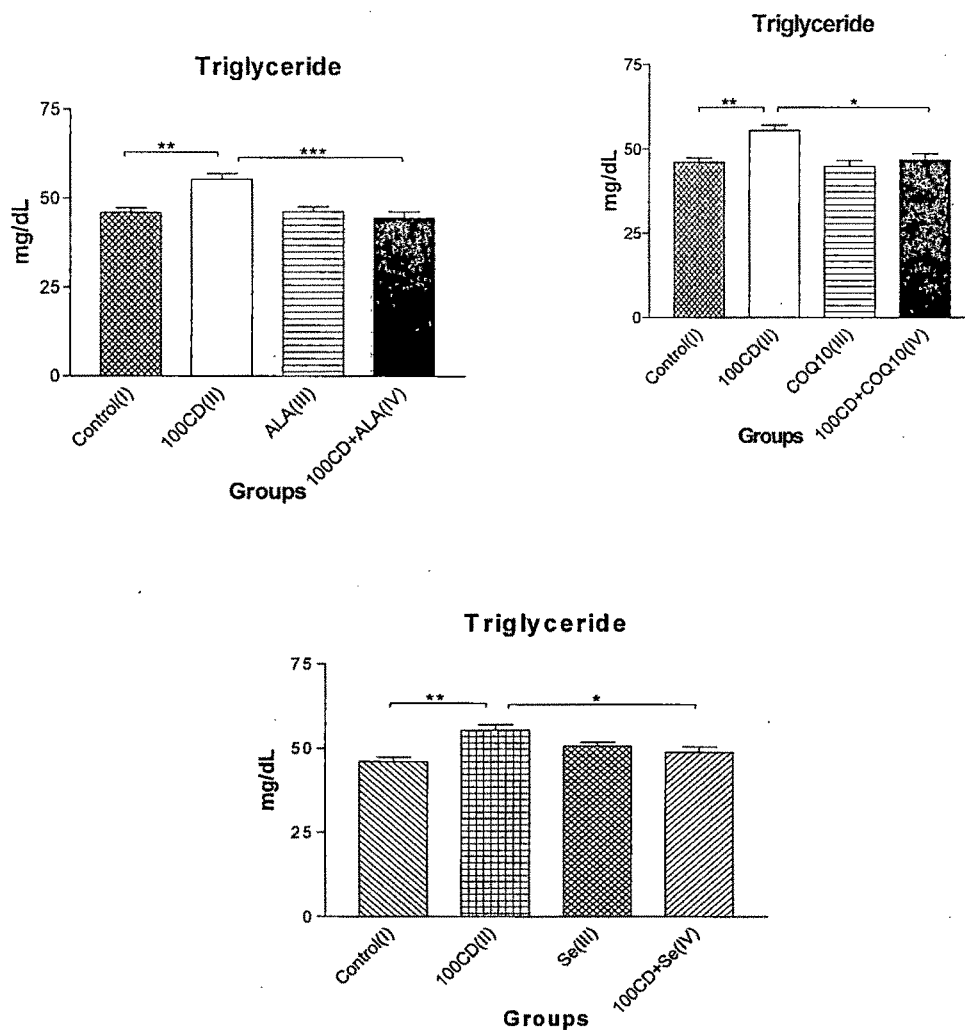 Triglyceride
75
50
25
0
mg/dL
**
***
Control(I)
100CD(II)
ALA(III)
100CD+ALA(IV)
Groups
Triglyceride
75
50
25
0
mg/dL
**
*
Control(I)
100CD(II)
COQ10(III)
100CD+COQ10(IV)
Groups
Triglyceride
75
50
25
0
mg/dL
**
*
Control(I)
100CD(II)
Se(III)
100CD+Se(IV)
Groups